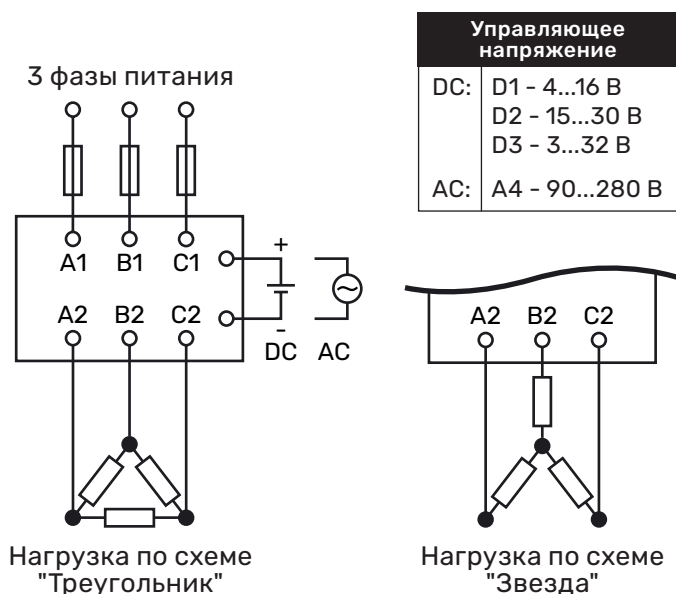 Управляющее
напряжение
DC: D1 - 4...16 В
D2 - 15...30 В
D3 - 3...32 В
AC: A4 - 90...280 В
3 фазы питания
A1 B1 C1
+
A2 B2 C2
-
DC AC
Нагрузка по схеме
"Треугольник"
A2 B2 C2
Нагрузка по схеме
"Звезда"